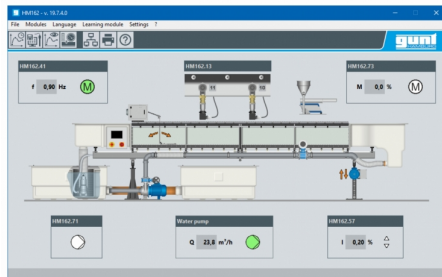 HM162 - v. 19.7.4.0
File Modules Language Learning module Settings ?
gunt
HM162.41
f 0,90 Hz M
HM162.13
11 10
HM162.73
M 0,0 % M
HM162.71
Water pump
Q 23,8 m³/h
HM162.57
I 0,20 %